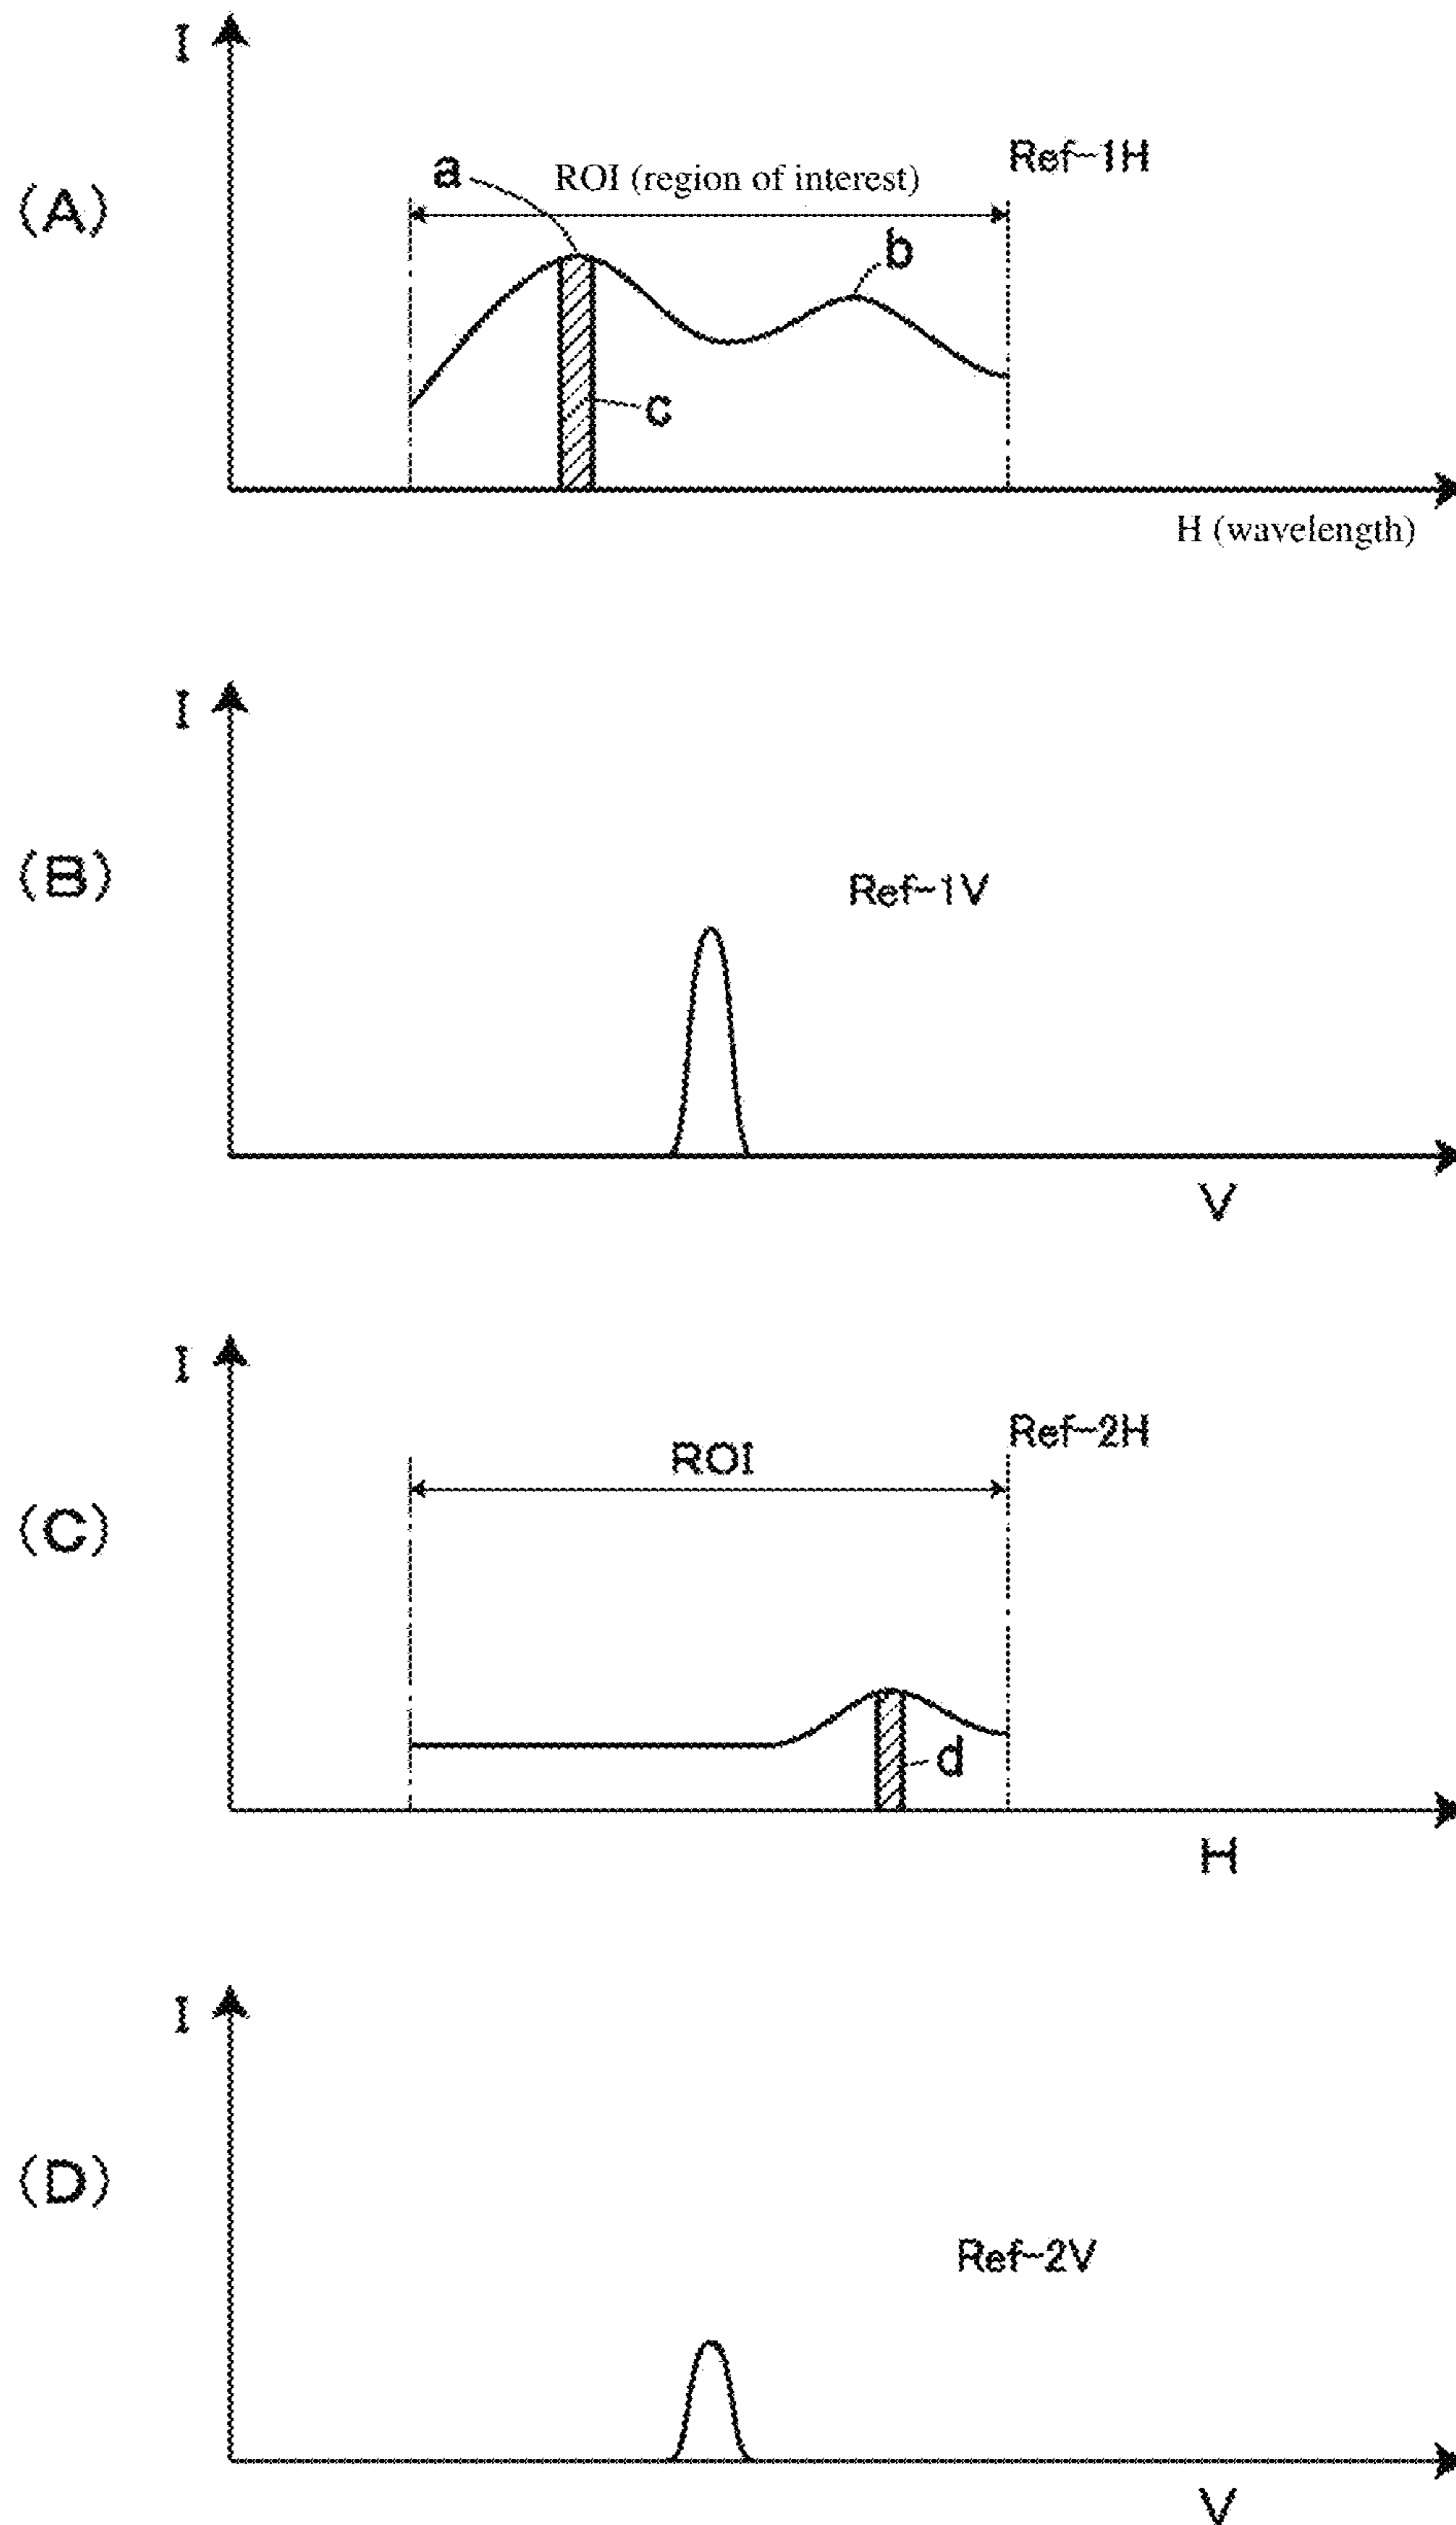 I
Ref-1H
a
ROI (region of interest)
(A)
b
c
H (wavelength)
I
(B)
Ref-1V
V
I
Ref-2H
ROI
(C)
d
H
I
(D)
Ref-2V
V